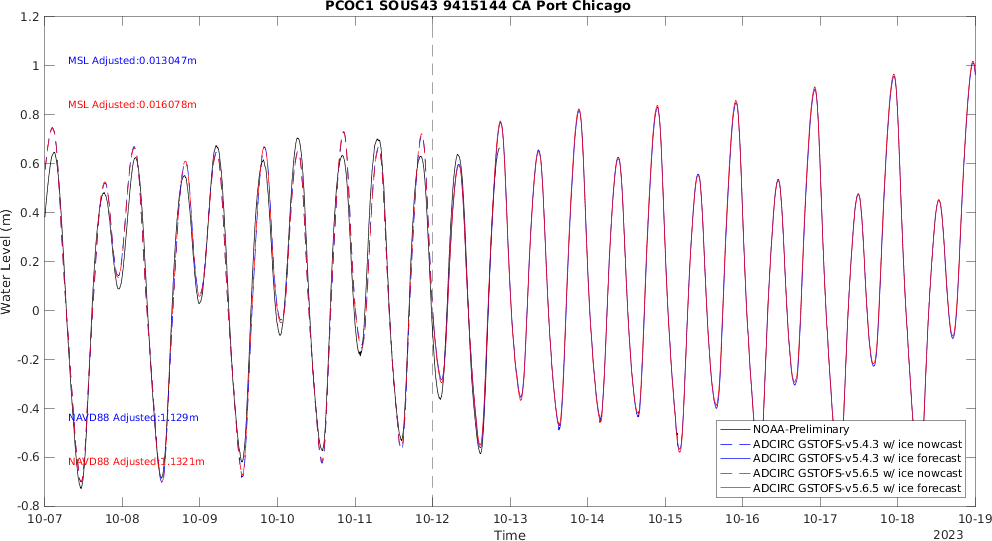 PCOC1 SOUS43 9415144 CA Port Chicago
1.2
1
0.8
0.6
0.4
0.2
0
-0.2
-0.4
-0.6
-0.8
Water Level (m)
MSL Adjusted:0.013047m
MSL Adjusted:0.016078m
NAVD88 Adjusted:1.129m
NAVD88 Adjusted:1.1321m
NOAA-Preliminary
ADCIRC GSTOFS-v5.4.3 w/ ice nowcast
ADCIRC GSTOFS-v5.4.3 w/ ice forecast
ADCIRC GSTOFS-v5.6.5 w/ ice nowcast
ADCIRC GSTOFS-v5.6.5 w/ ice forecast
10-07 10-08 10-09 10-10 10-11 10-12 10-13 10-14 10-15 10-16 10-17 10-18 10-19
Time
2023